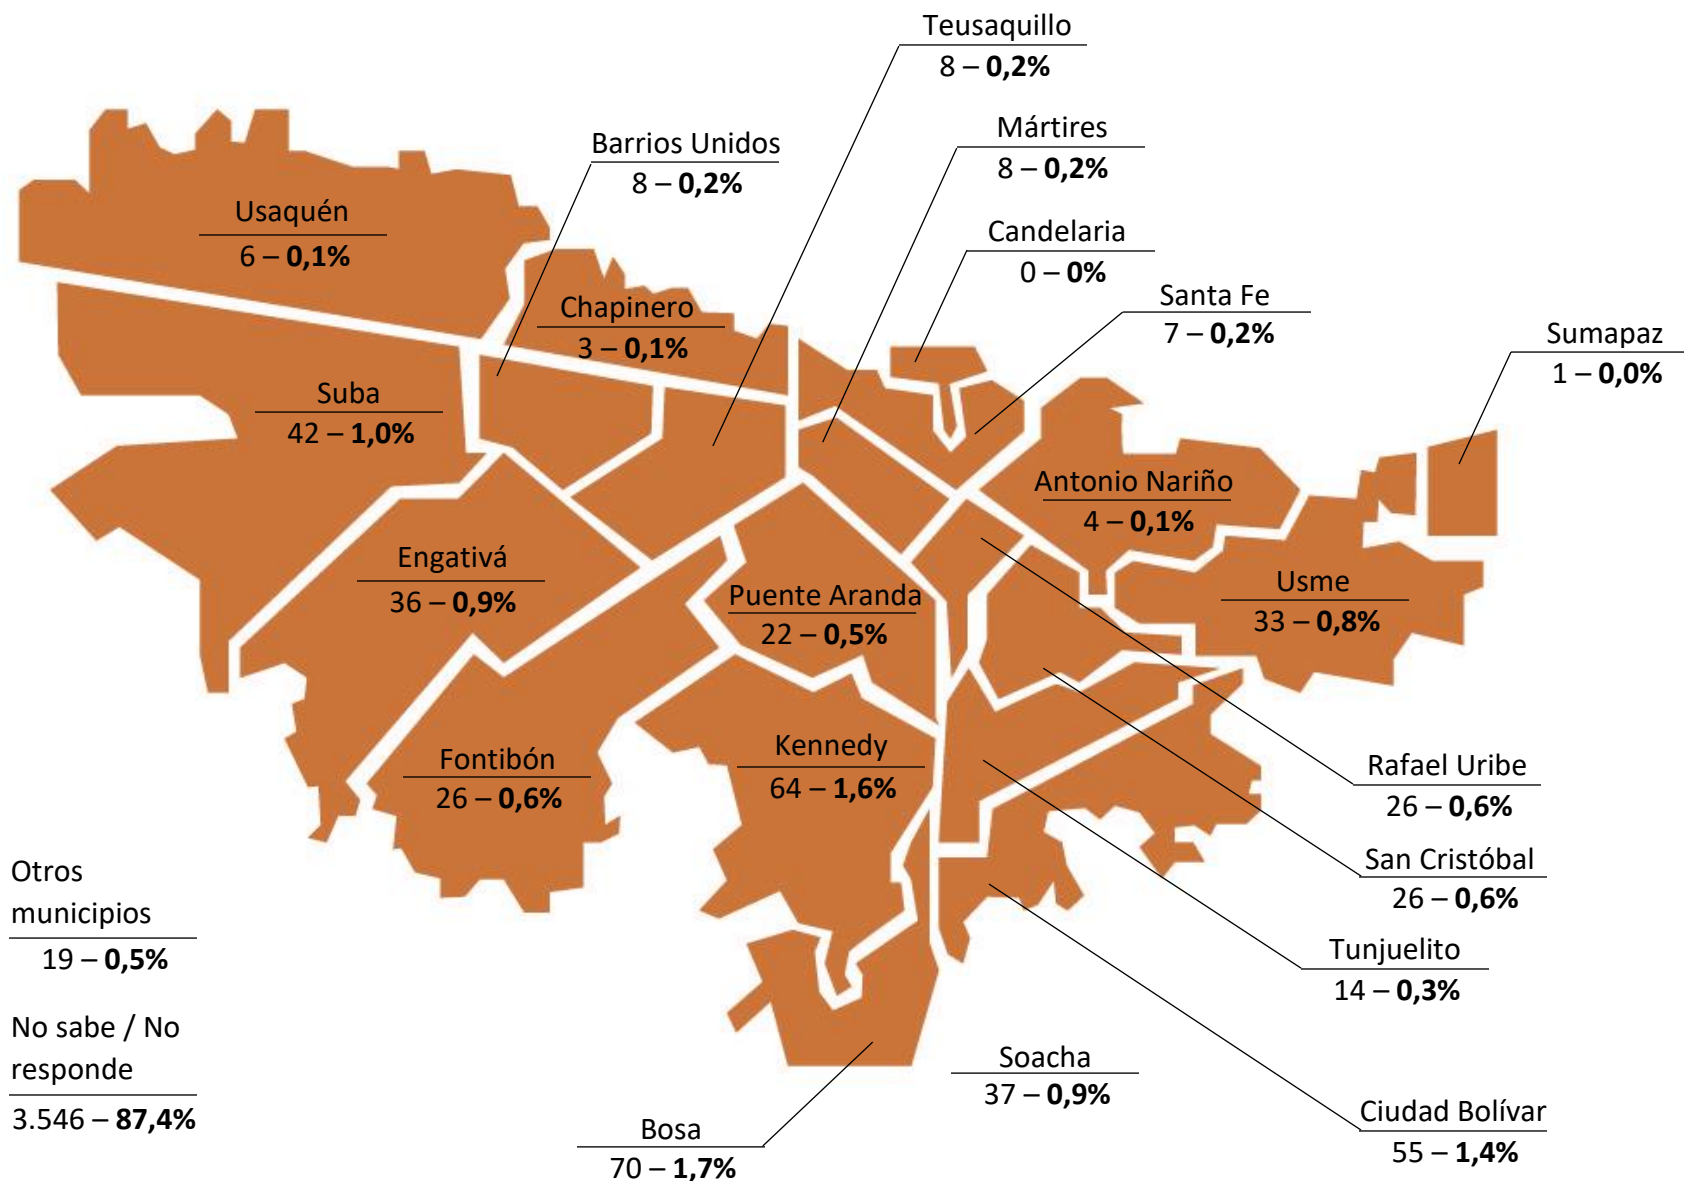 Teusaquillo
8 – 0,2%
Barrios Unidos
8 – 0,2%
Mártires
8 – 0,2%
Usaquén
6 – 0,1%
Candelaria
0 – 0%
Chapinero
3 – 0,1%
Santa Fe
7 – 0,2%
Sumapaz
1 – 0,0%
Suba
42 – 1,0%
Antonio Nariño
4 – 0,1%
Engativá
36 – 0,9%
Puente Aranda
22 – 0,5%
Usme
33 – 0,8%
Fontibón
26 – 0,6%
Kennedy
64 – 1,6%
Rafael Uribe
26 – 0,6%
San Cristóbal
26 – 0,6%
Otros
municipios
19 – 0,5%
Tunjuelito
14 – 0,3%
No sabe / No
responde
3.546 – 87,4%
Soacha
37 – 0,9%
Ciudad Bolívar
55 – 1,4%
Bosa
70 – 1,7%